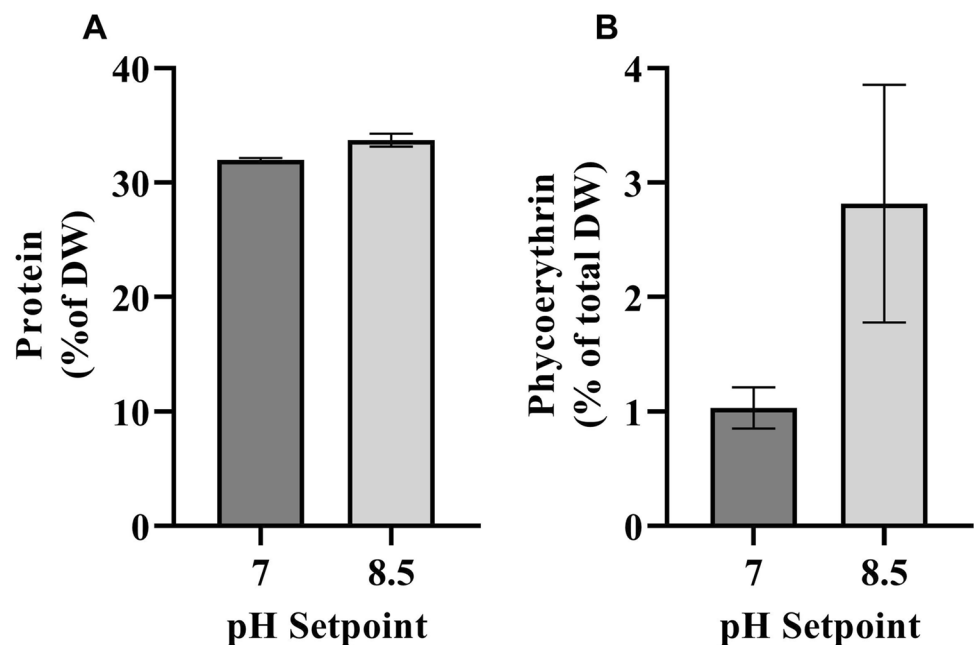 A
Protein
(%of DW)
40
30
20
10
0
7 8.5
pH Setpoint
B
Phycoerythrin
(% of total DW)
4
3
2
1
0
7 8.5
pH Setpoint